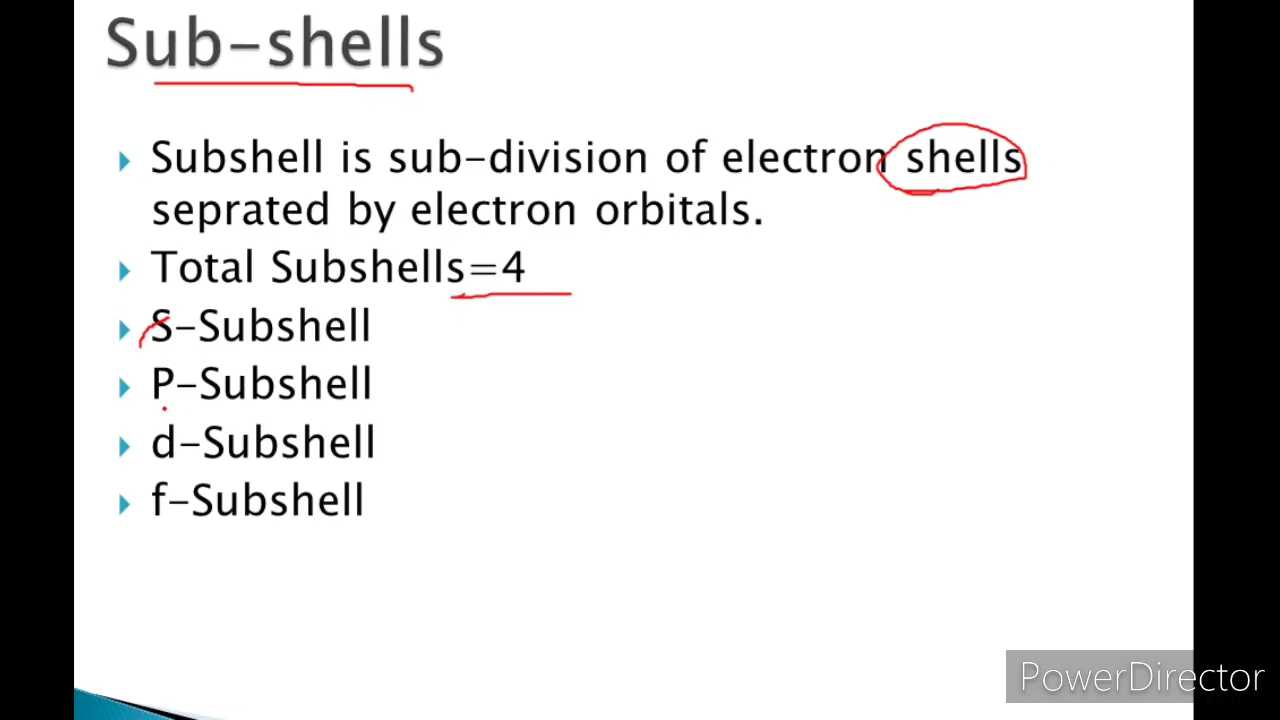 Sub-shells
Subshell is sub-division of electron shells
seprated by electron orbitals.
Total Subshells=4
S-Subshell
P-Subshell
d-Subshell
f-Subshell
PowerDirector